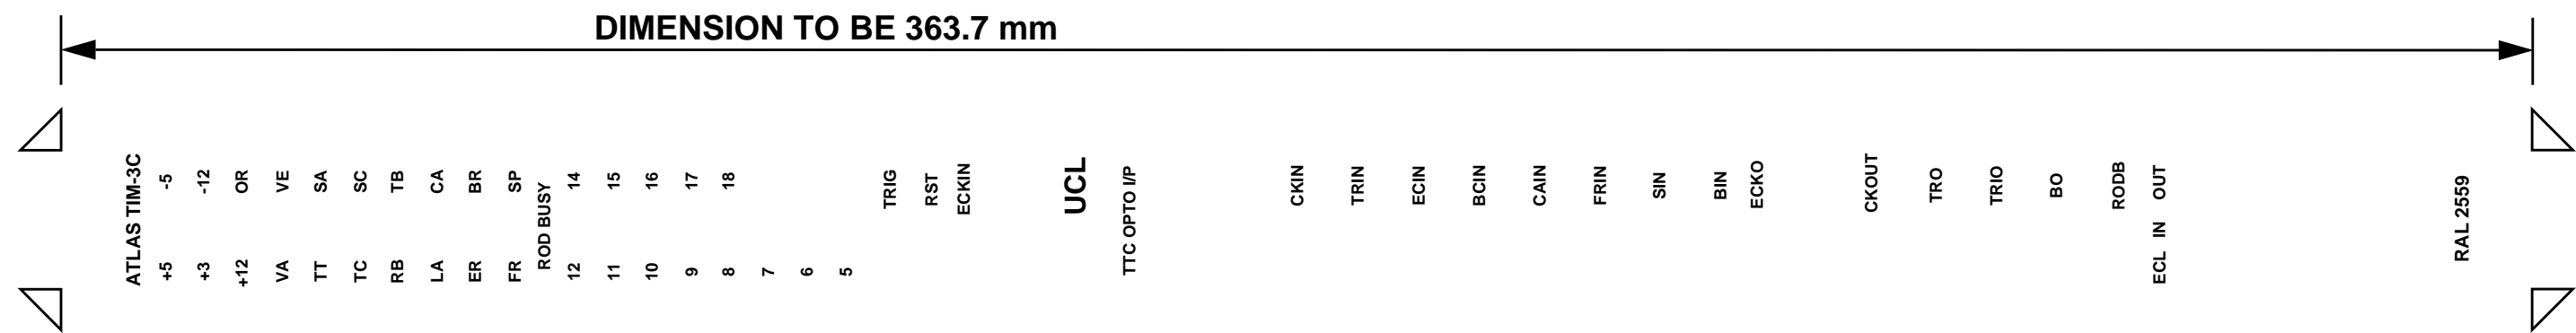 DIMENSION TO BE 363.7 mm
ATLAS TIM-3C
+5 -5
+3 -12
+12 OR
VA VE
TT SA
TC SC
RB TB
LA CA
ER BR
FR SP
ROD BUSY
12 14
11 15
10 16
9 17
8 18
7
6
5
TRIG
RST
ECKIN
UCL
TTC OPTO I/P
CKIN
TRIN
ECIN
BCIN
CAIN
FRIN
SIN
BIN
ECKO
CKOUT
TRO
TRIO
BO
RODB
ECL IN OUT
RAL 2559